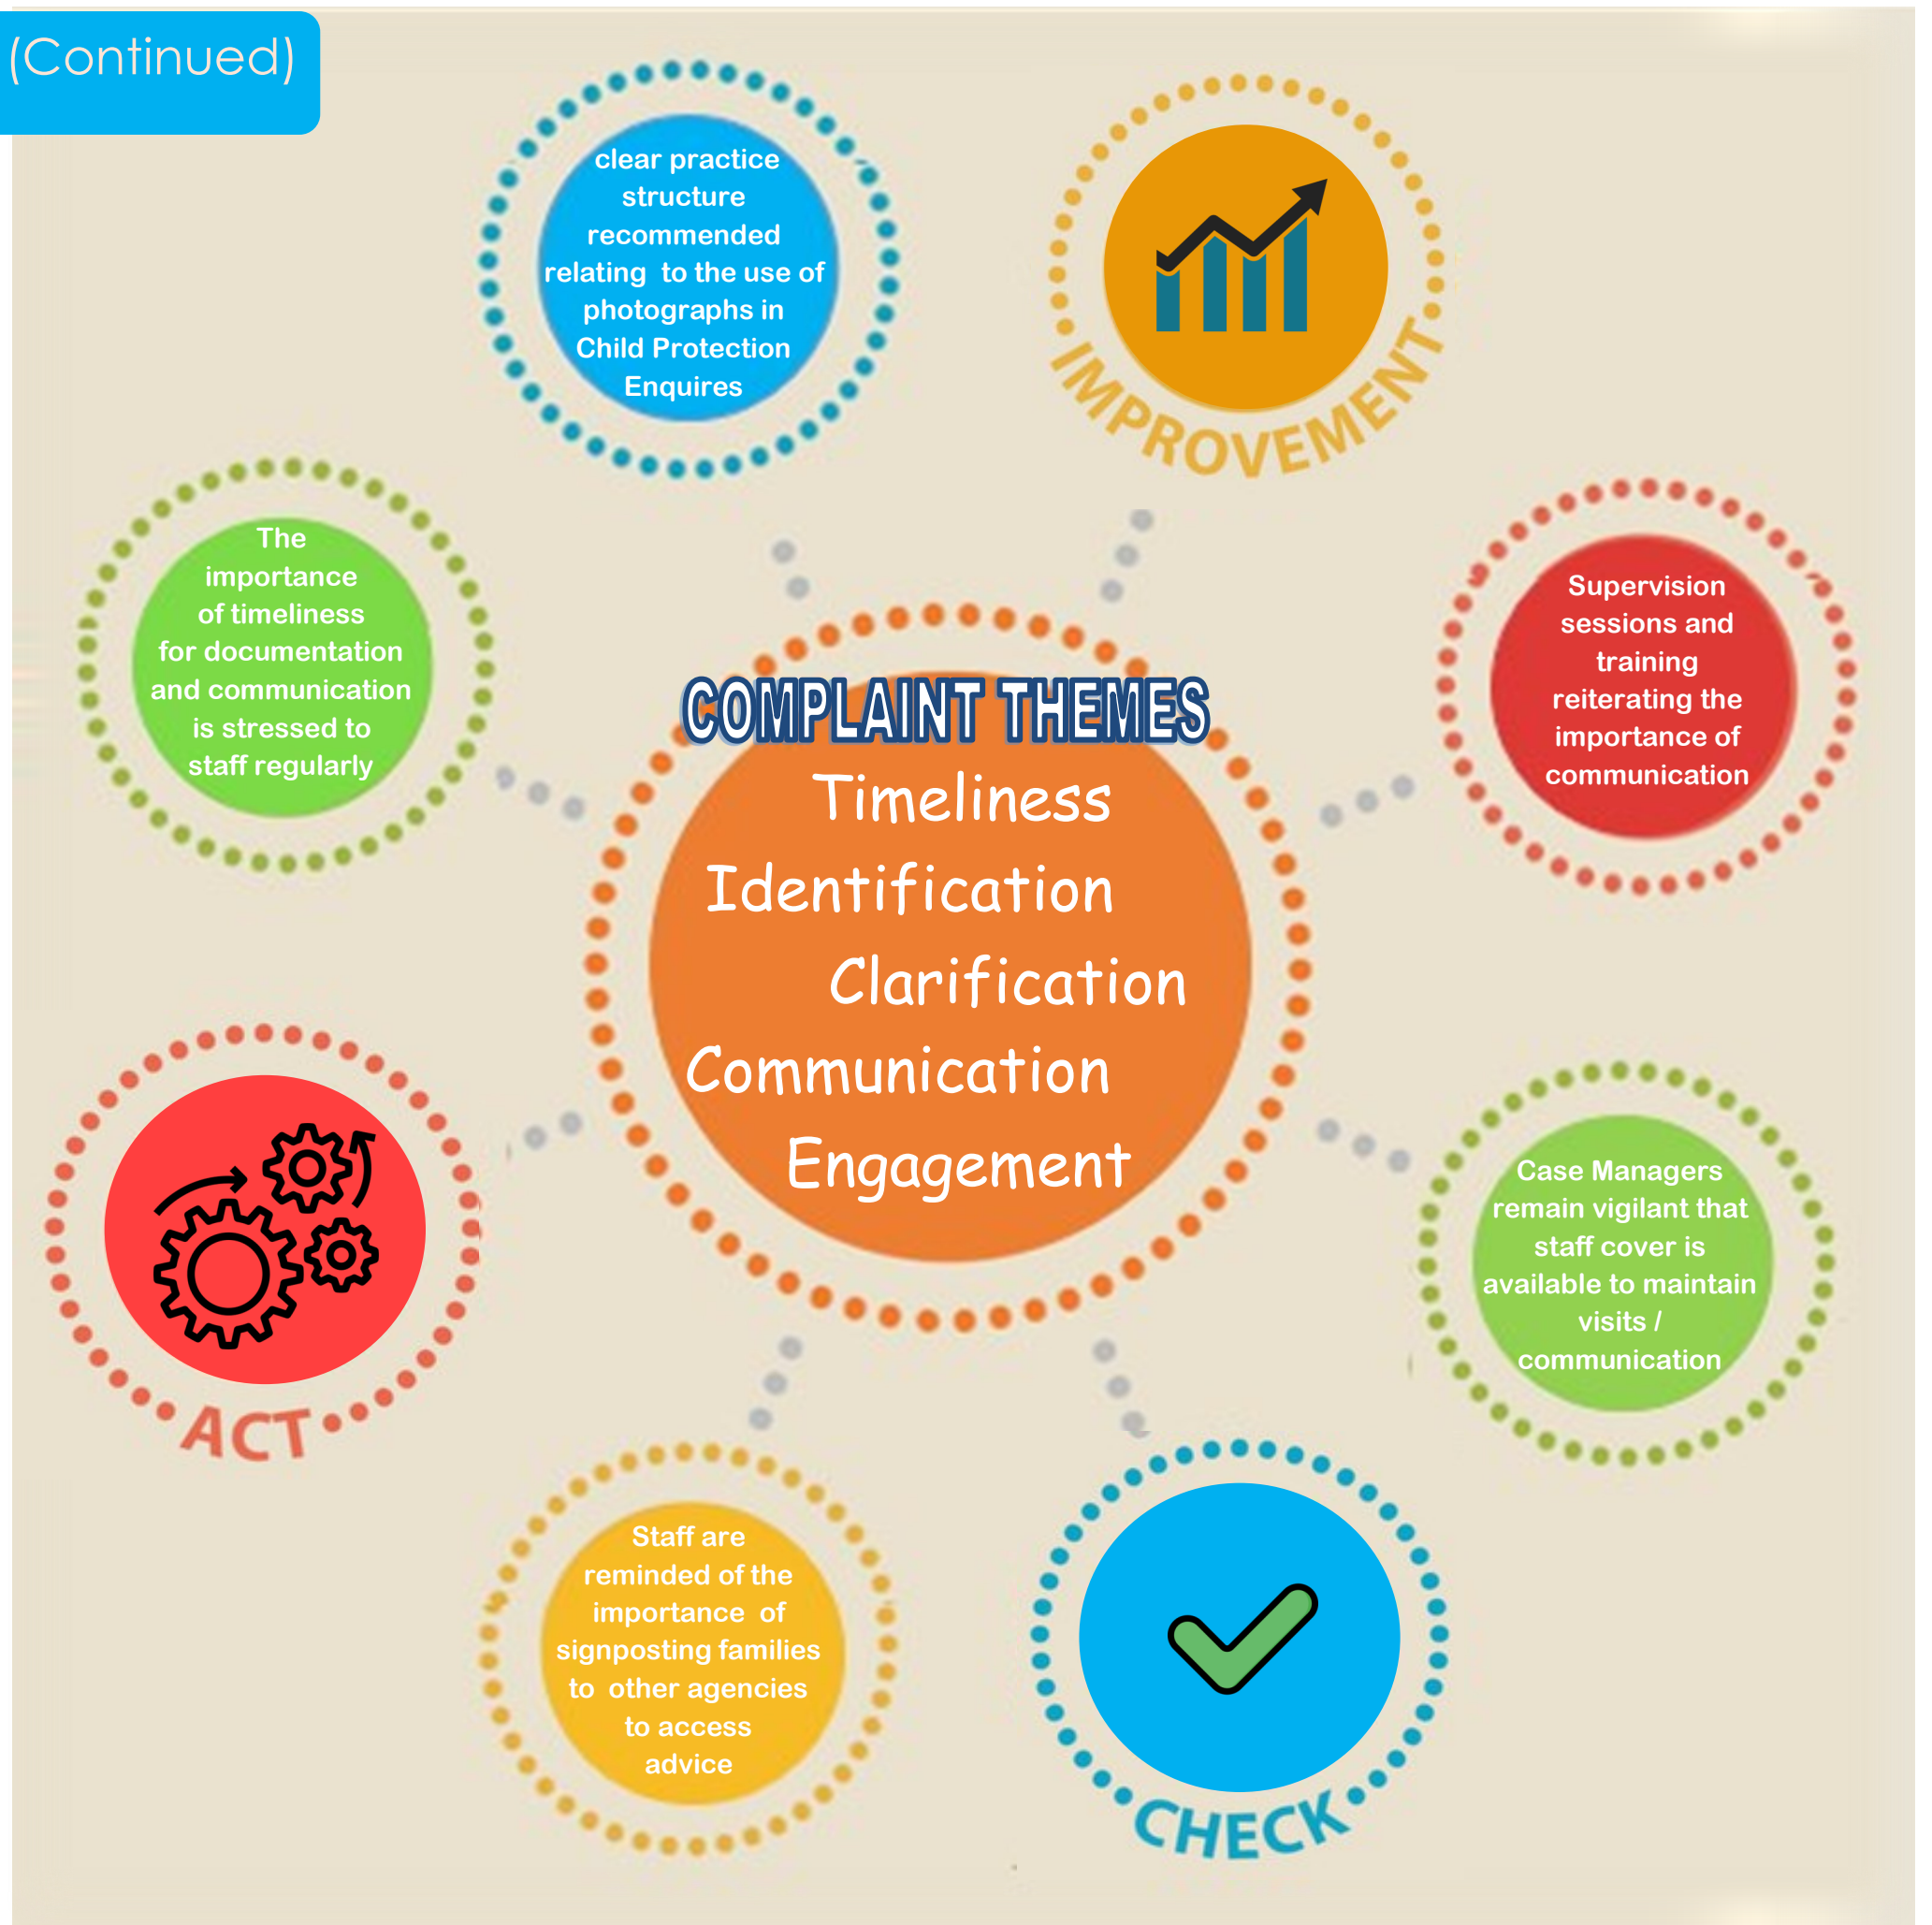 (Continued)
clear practice
structure
recommended
relating  to the use of
photographs in
Child Protection
Enquires
IMPROVEMENT
The
importance
of timeliness
for documentation
and communication
is stressed to
staff regularly
Supervision
sessions and
training
reiterating the
importance of
communication
COMPLAINT THEMES
Timeliness
Identification
Clarification
Communication
Engagement
ACT
Case Managers
remain vigilant that
staff cover is
available to maintain
visits /
communication
Staff are
reminded of the
importance  of
signposting families
to  other agencies
to access
advice
CHECK